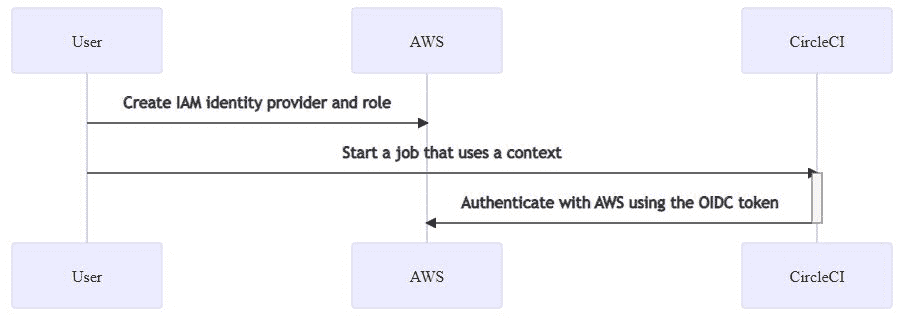 User
AWS
CircleCI
Create IAM identity provider and role
Start a job that uses a context
Authenticate with AWS using the OIDC token
User
AWS
CircleCI